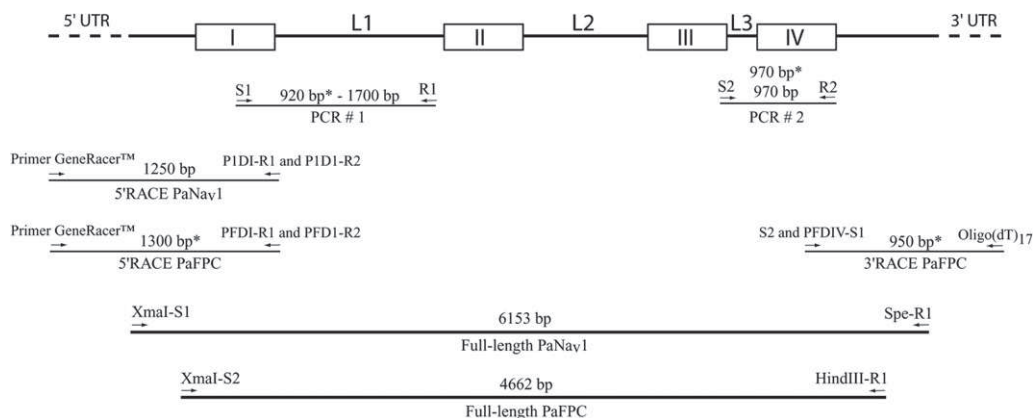 5' UTR L1 L2 L3 3' UTR
I II III IV
970 bp*
S1 920 bp* - 1700 bp R1 S2 970 bp R2
PCR # 1 PCR # 2
Primer GeneRacer™ P1DI-R1 and P1D1-R2
1250 bp
5'RACE PaNav1
Primer GeneRacer™ PFDI-R1 and PFD1-R2 S2 and PFDIV-S1 Oligo(dT)17
1300 bp* 950 bp*
5'RACE PaFPC 3'RACE PaFPC
XmaI-S1 6153 bp Spe-R1
Full-length PaNav1
XmaI-S2 4662 bp HindIII-R1
Full-length PaFPC